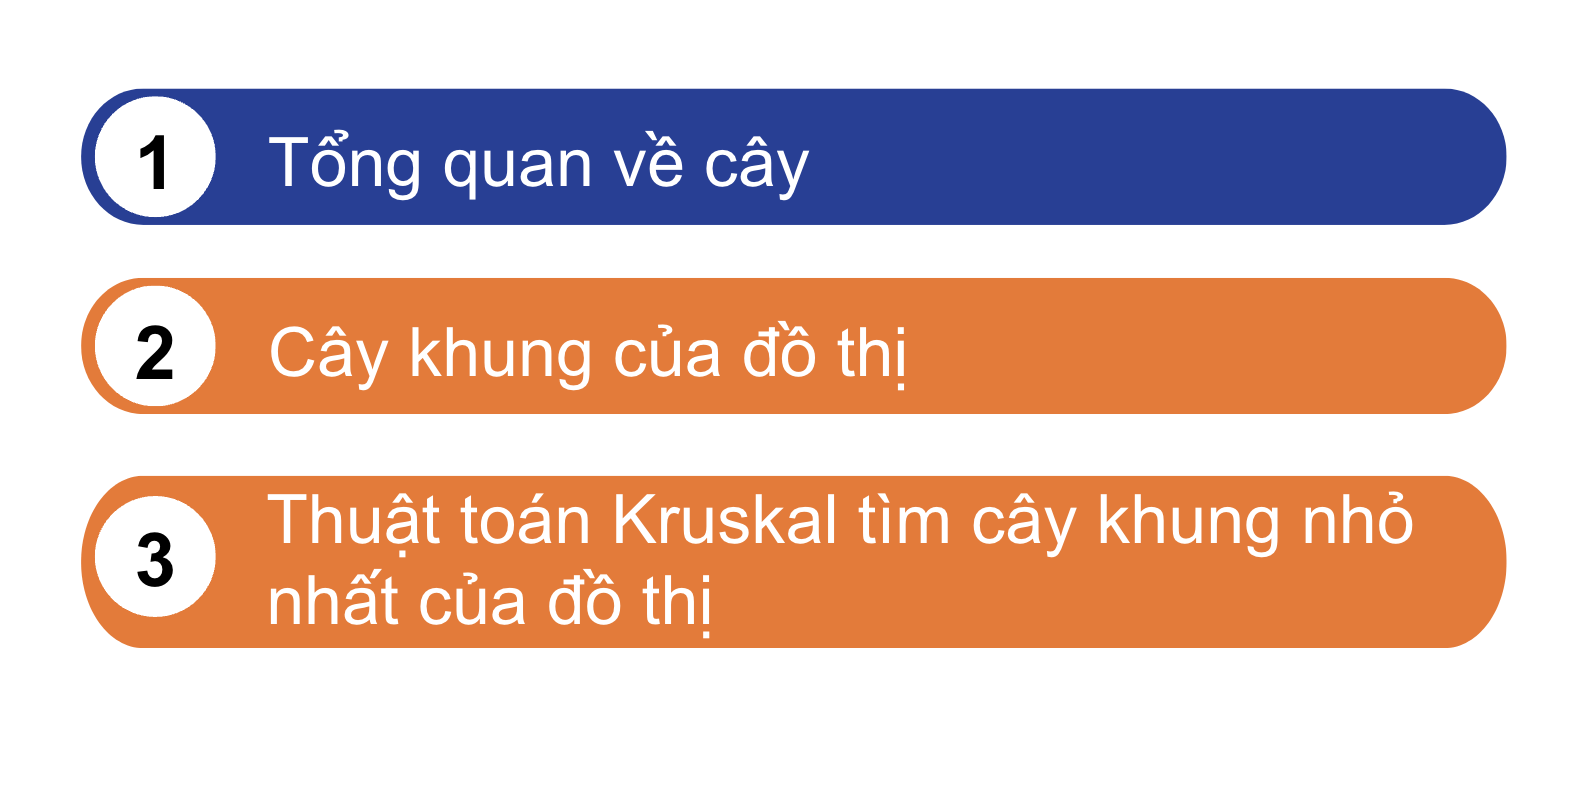 1 Tổng quan về cây
2 Cây khung của đồ thị
3 Thuật toán Kruskal tìm cây khung nhỏ
nhất của đồ thị